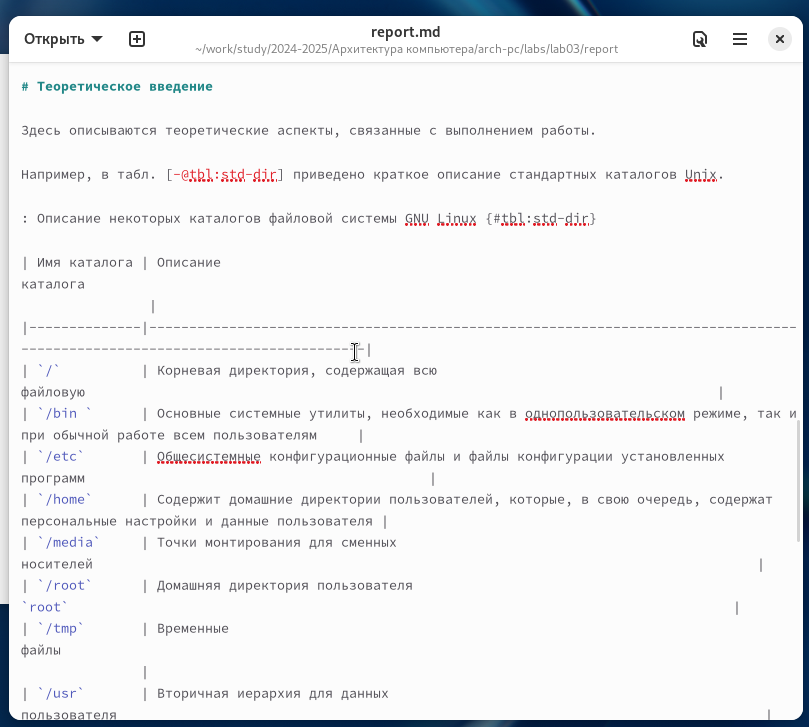 Открыть
report.md
~/work/study/2024-2025/Архитектура компьютера/arch-pc/labs/lab03/report
# Теоретическое введение
Здесь описываются теоретические аспекты, связанные с выполнением работы.
Например, в табл. [-@tbl:std-dir] приведено краткое описание стандартных каталогов Unix.
: Описание некоторых каталогов файловой системы GNU Linux {#tbl:std-dir}
| Имя каталога | Описание
каталога
|
|--------------|---------------------------------------------------------------------------------
-------------------------------------------|
| `/`          | Корневая директория, содержащая всю
файловую                                                                               |
| `/bin `      | Основные системные утилиты, необходимые как в однопользовательском режиме, так и
при обычной работе всем пользователям     |
| `/etc`       | Общесистемные конфигурационные файлы и файлы конфигурации установленных
программ                                           |
| `/home`      | Содержит домашние директории пользователей, которые, в свою очередь, содержат
персональные настройки и данные пользователя |
| `/media`     | Точки монтирования для сменных
носителей                                                                                   |
| `/root`      | Домашняя директория пользователя
`root`                                                                                   |
| `/tmp`       | Временные
файлы
|
| `/usr`       | Вторичная иерархия для данных
пользователя                                                                                 |